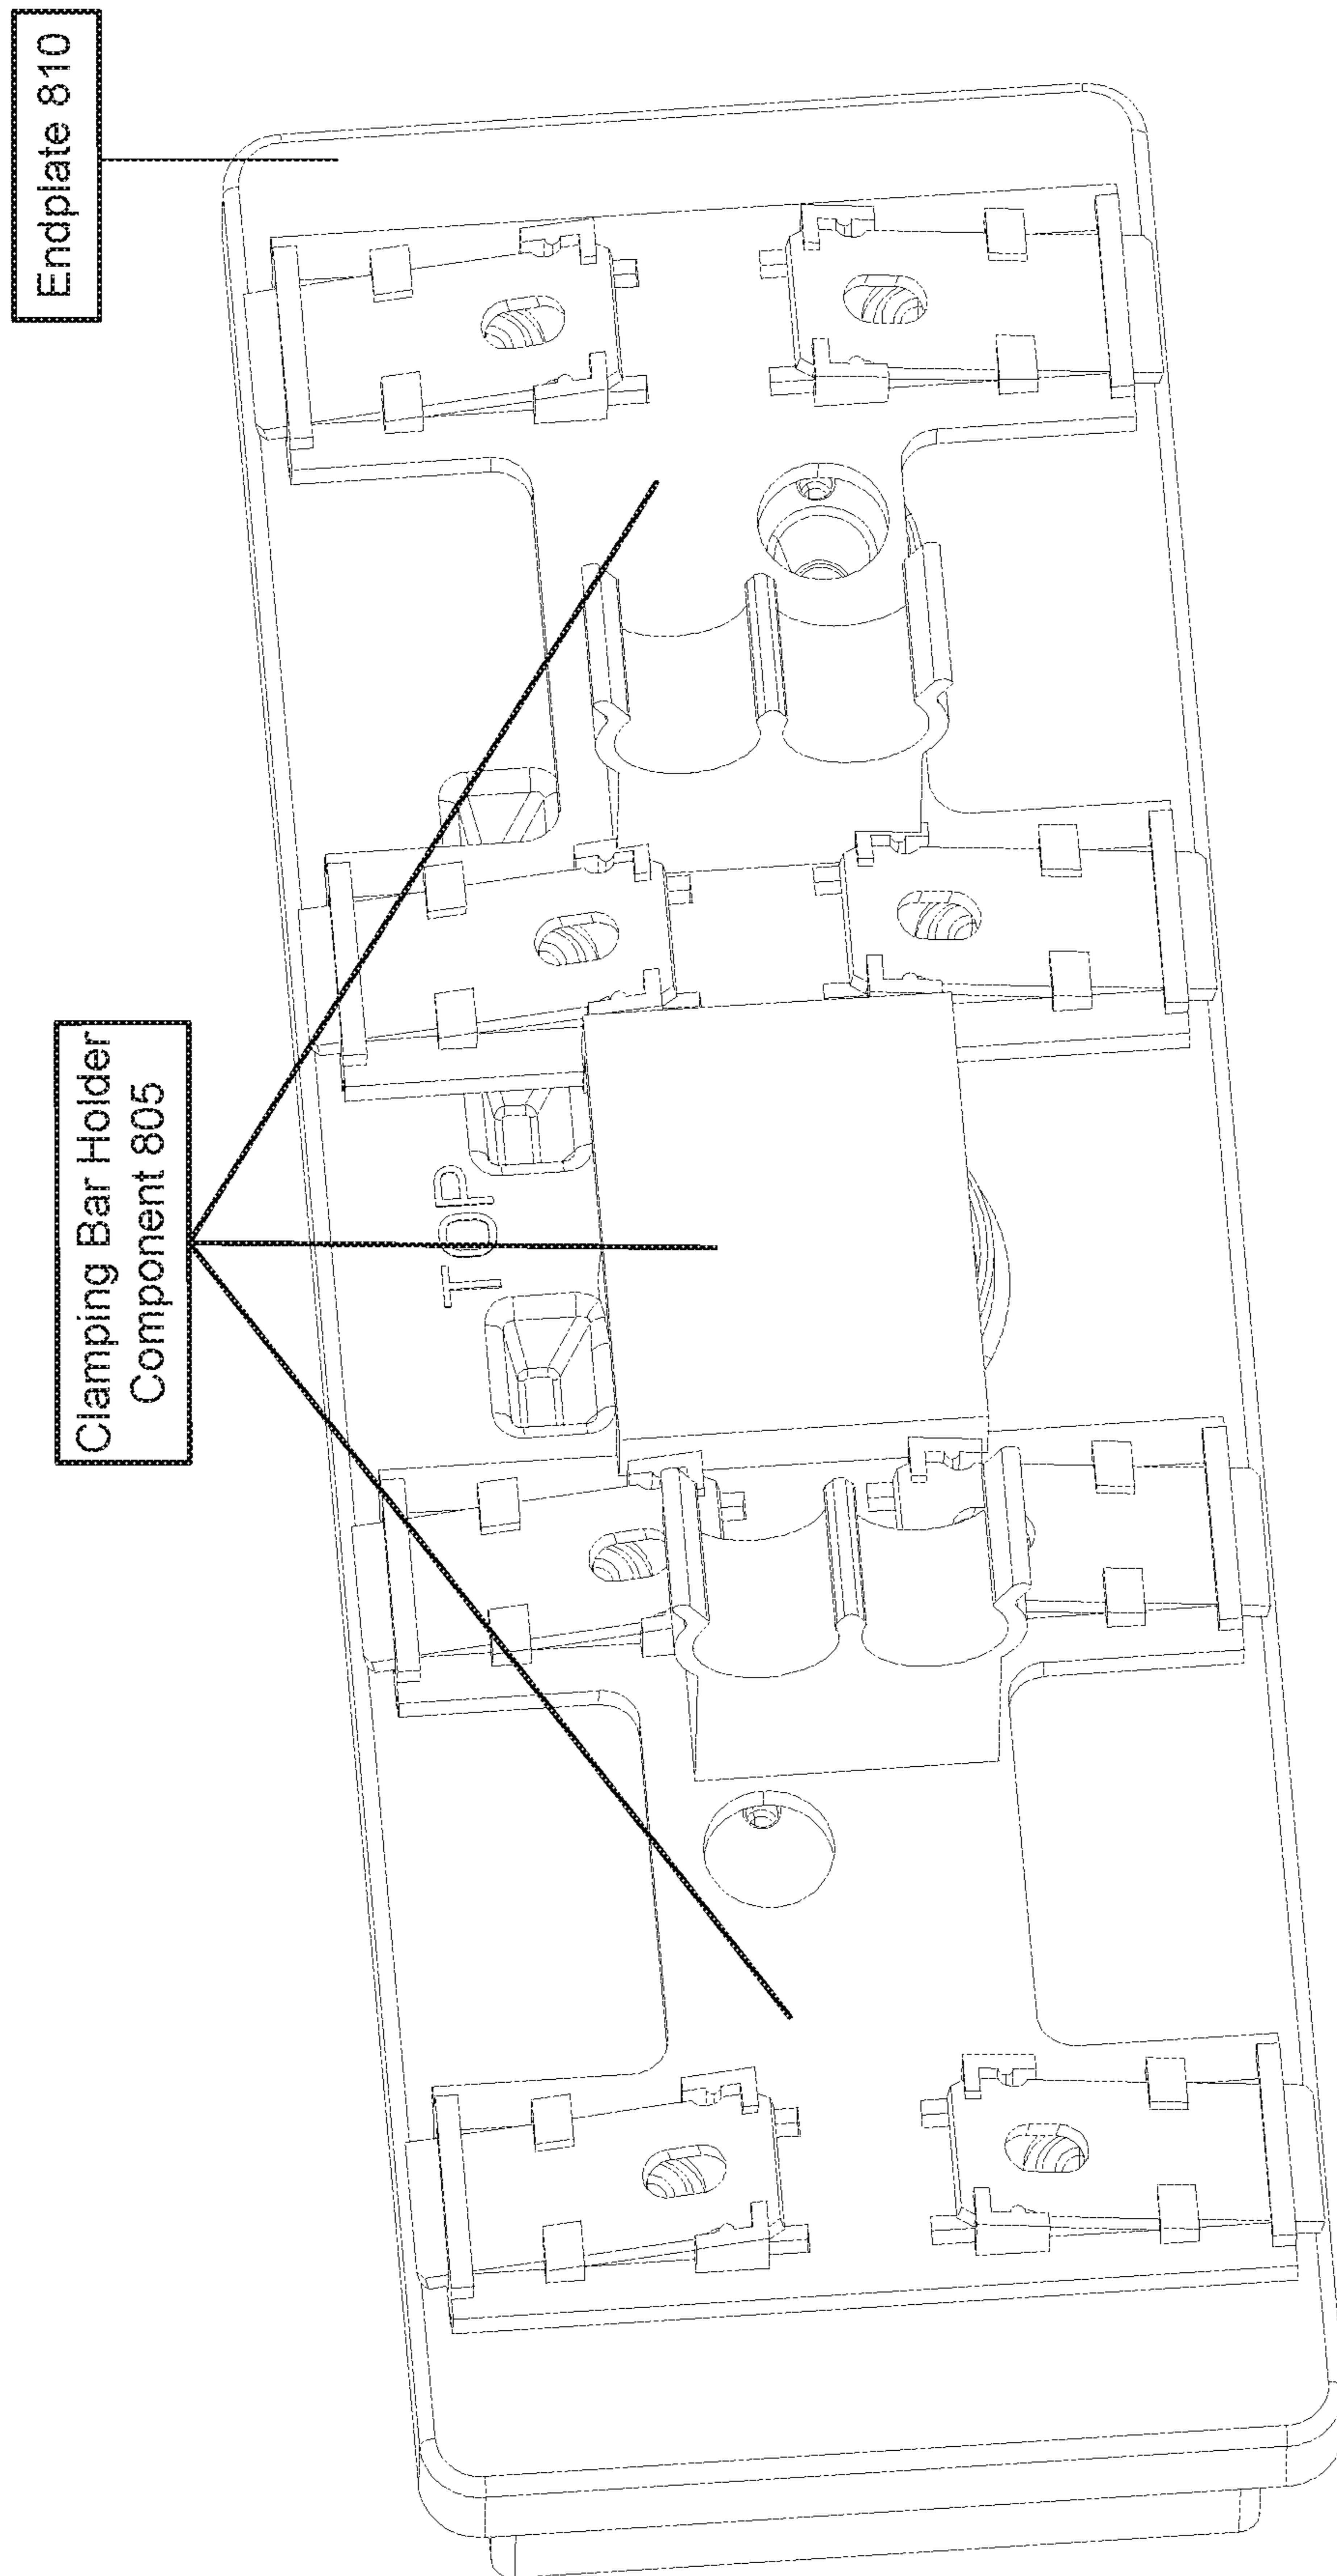 Endplate 810
Clamping Bar Holder
Component 805
TOP